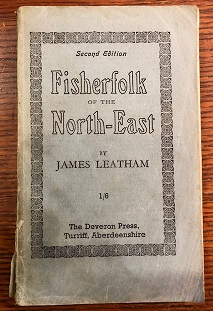 Second Edition
Fisherfolk
OF THE
North-East
BY
JAMES LEATHAM
1/6
The Deveron Press,
Turriff, Aberdeenshire